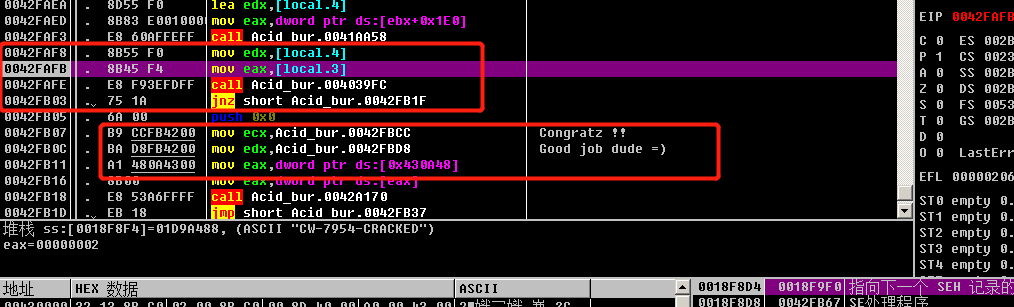 0042FAEA . 8D55 F0 lea edx,[local.4]
0042FAED . 8B83 E0010000 mov eax,dword ptr ds:[ebx+0x1E0]
0042FAF3 . E8 60AFFEFF call Acid_bur.0041AA58
0042FAF8 . 8B55 F0 mov edx,[local.4]
0042FAFB . 8B45 F4 mov eax,[local.3]
0042FAFE . E8 F93EFDFF call Acid_bur.004039FC
0042FB03 .ˇ 75 1A jnz short Acid_bur.0042FB1F
0042FB05 . 6A 00 push 0x0
0042FB07 . B9 CCFB4200 mov ecx,Acid_bur.0042FBCC Congratz !!
0042FB0C . BA D8FB4200 mov edx,Acid_bur.0042FBD8 Good job dude =)
0042FB11 . A1 480A4300 mov eax,dword ptr ds:[0x430A48]
0042FB16 . 8B00 mov eax,dword ptr ds:[eax]
0042FB18 . E8 53A6FFFF call Acid_bur.0042A170
0042FB1D .ˇ EB 18 jmp short Acid_bur.0042FB37
堆栈 ss:[0018F8F4]=01D9A488, (ASCII "CW-7954-CRACKED")
eax=00000002
地址 HEX 数据 ASCII
0018F8D4 0018F9F0 指向下一个 SEH 记录的
0018F8D8 0042FB67 SE处理程序
EIP 0042FAFB
C 0 ES 002B
P 1 CS 0023
A 0 SS 002B
Z 0 DS 002B
S 0 FS 0053
T 0 GS 002B
D 0
O 0 LastErr
EFL 00000206
ST0 empty 0.
ST1 empty 0.
ST2 empty 0.
ST3 empty 0.
ST4 empty 0.